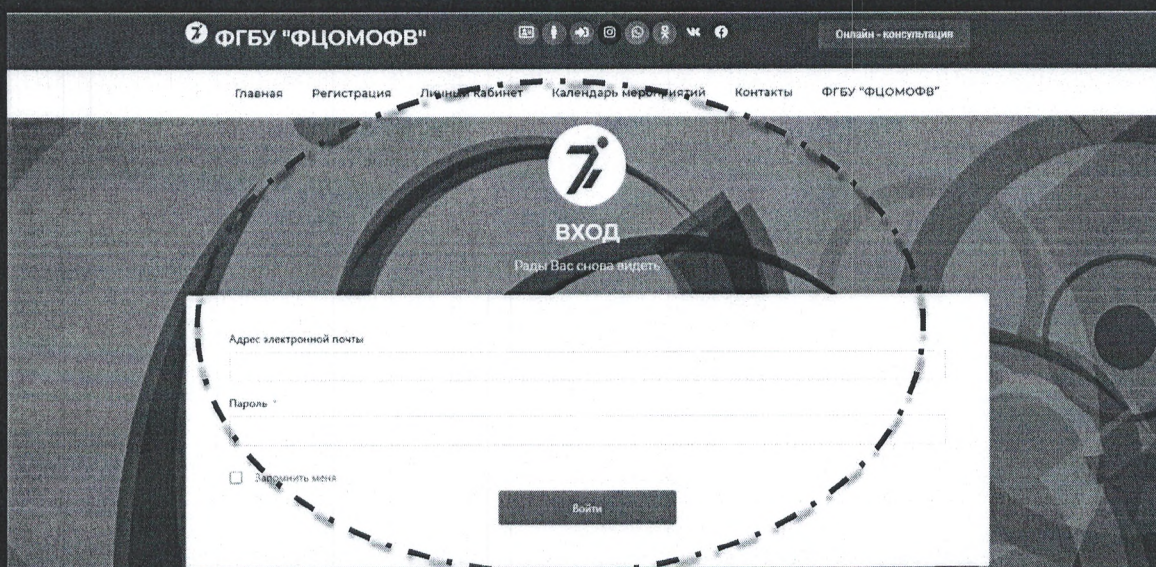 ФГБУ "ФЦОМОФВ"
Онлайн - консультация
Главная Регистрация Личный кабинет Календарь мероприятий Контакты ФГБУ "ФЦОМОФВ"
ВХОД
Рады Вас снова видеть
Адрес электронной почты
Пароль *
Запомнить меня
Войти